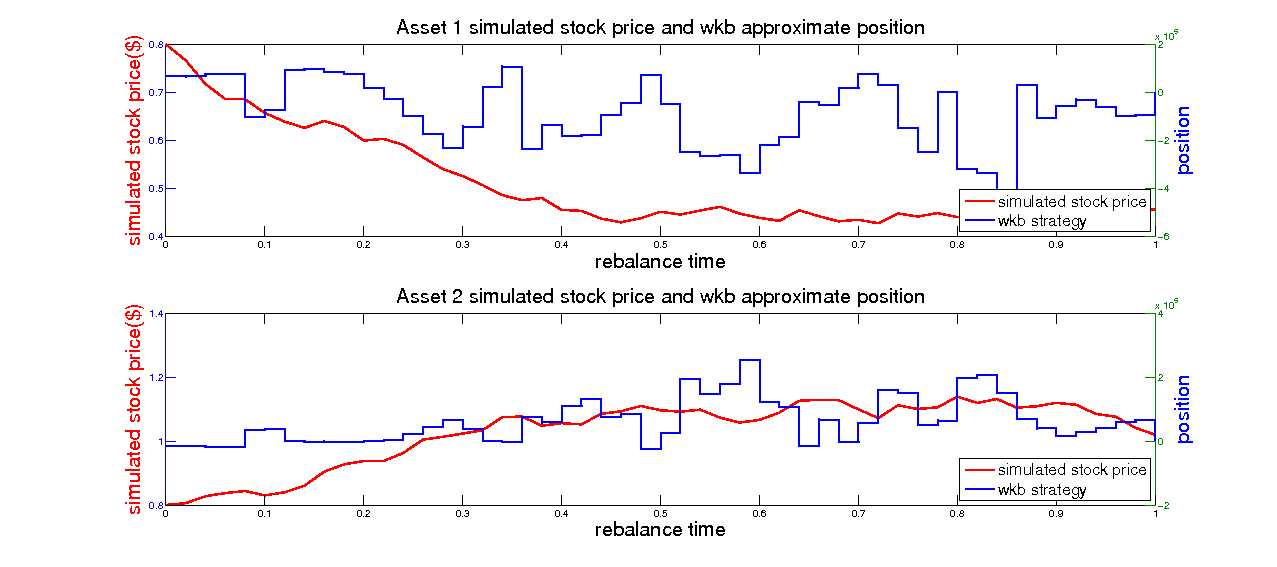 Asset 1 simulated stock price and wkb approximate position
x 10^5
simulated stock price($)
0.8
0.7
0.6
0.5
0.4
2
0
-2
-4
-6
position
simulated stock price
wkb strategy
0 0.1 0.2 0.3 0.4 0.5 0.6 0.7 0.8 0.9 1
rebalance time
Asset 2 simulated stock price and wkb approximate position
x 10^5
simulated stock price($)
1.4
1.2
1
0.8
4
2
0
-2
position
simulated stock price
wkb strategy
0 0.1 0.2 0.3 0.4 0.5 0.6 0.7 0.8 0.9 1
rebalance time